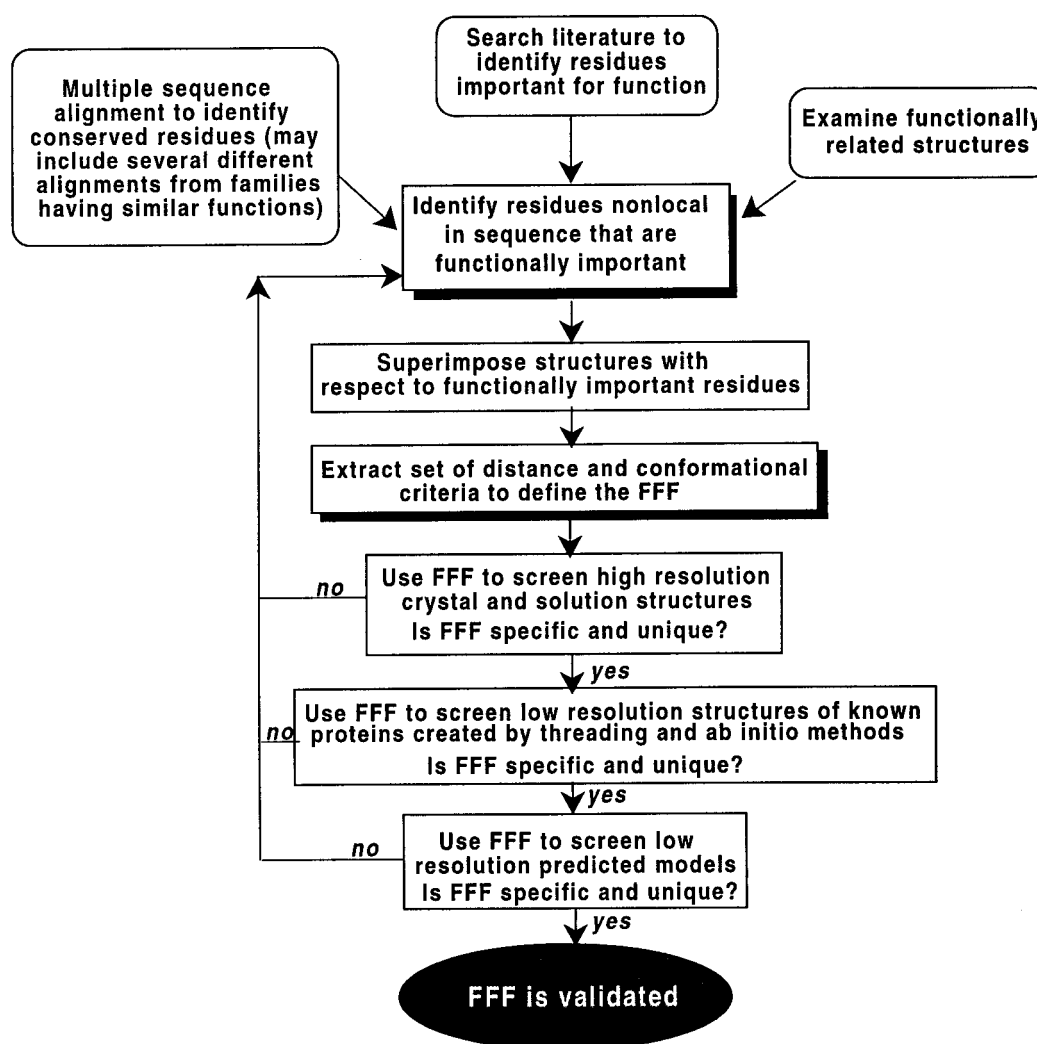 Search literature to
identify residues
important for function
Multiple sequence
alignment to identify
conserved residues (may
include several different
alignments from families
having similar functions)
Examine functionally
related structures
Identify residues nonlocal
in sequence that are
functionally important
Superimpose structures with
respect to functionally important residues
Extract set of distance and conformational
criteria to define the FFF
no
Use FFF to screen high resolution
crystal and solution structures
Is FFF specific and unique?
yes
no
Use FFF to screen low resolution structures of known
proteins created by threading and ab initio methods
Is FFF specific and unique?
yes
no
Use FFF to screen low
resolution predicted models
Is FFF specific and unique?
yes
FFF is validated